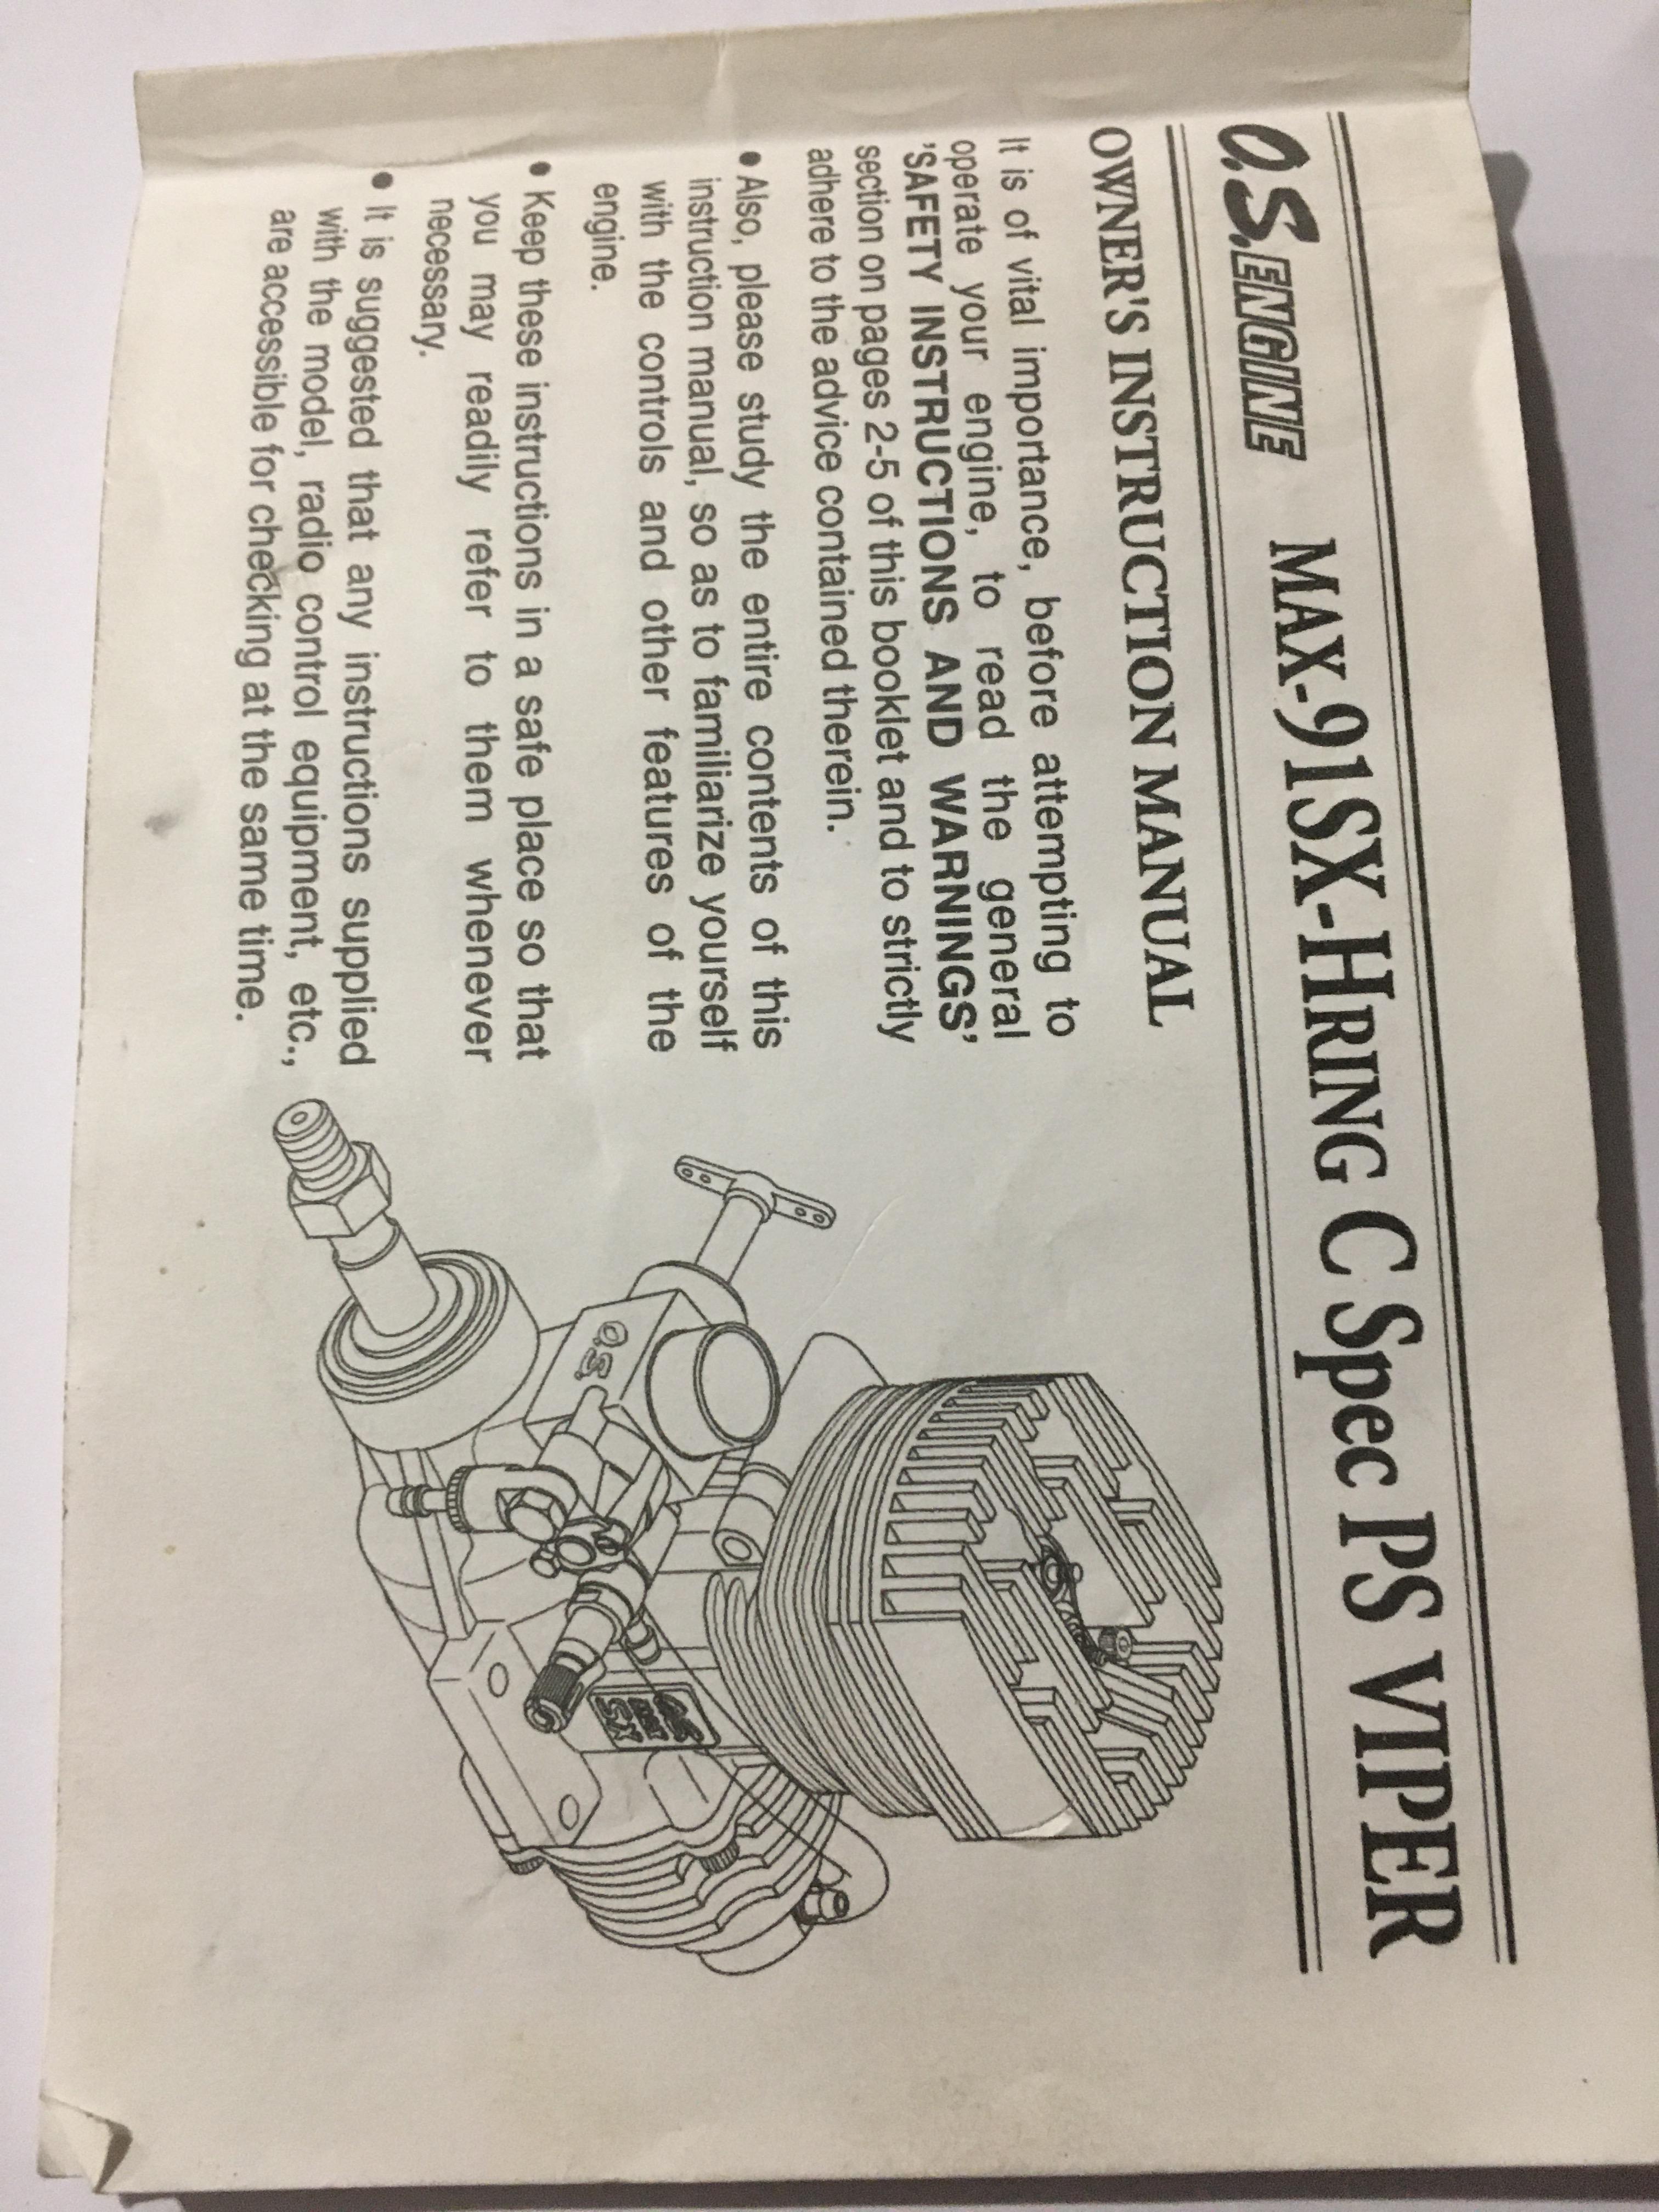 O.S.ENGINE MAX-91SX-HRING C Spec PS VIPER
OWNER'S INSTRUCTION MANUAL
It is of vital importance, before attempting to
operate your engine, to read the general
'SAFETY INSTRUCTIONS AND WARNINGS'
section on pages 2-5 of this booklet and to strictly
adhere to the advice contained therein.
• Also, please study the entire contents of this
instruction manual, so as to familiarize yourself
with the controls and other features of the
engine.
• Keep these instructions in a safe place so that
you may readily refer to them whenever
necessary.
• It is suggested that any instructions supplied
with the model, radio control equipment, etc.,
are accessible for checking at the same time.
O.S.
O.S.
SX